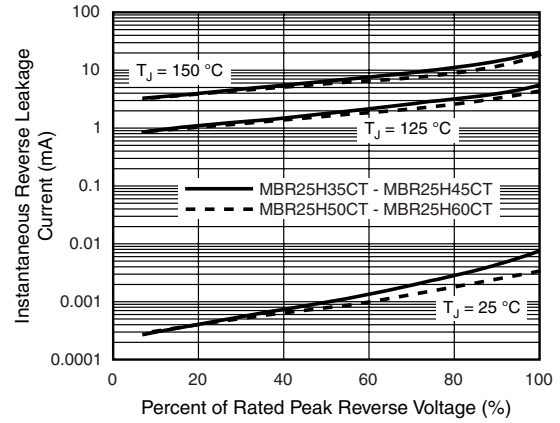 Instantaneous Reverse Leakage
Current (mA)
100
10
1
0.1
0.01
0.001
0.0001
T_J = 150 °C
T_J = 125 °C
MBR25H35CT - MBR25H45CT
MBR25H50CT - MBR25H60CT
T_J = 25 °C
0 20 40 60 80 100
Percent of Rated Peak Reverse Voltage (%)